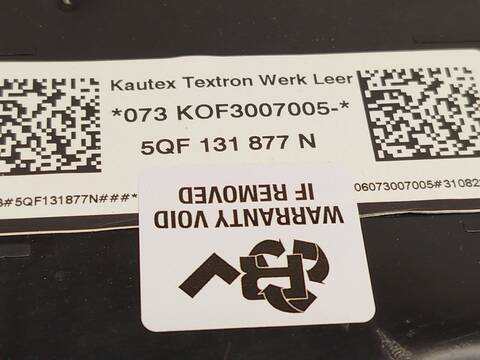 Kautex Textron Werk Leer
*073 KOF3007005-*
5QF 131 877 N
#5QF131877N###*
06073007005#31082
WARRANTY VOID
IF REMOVED